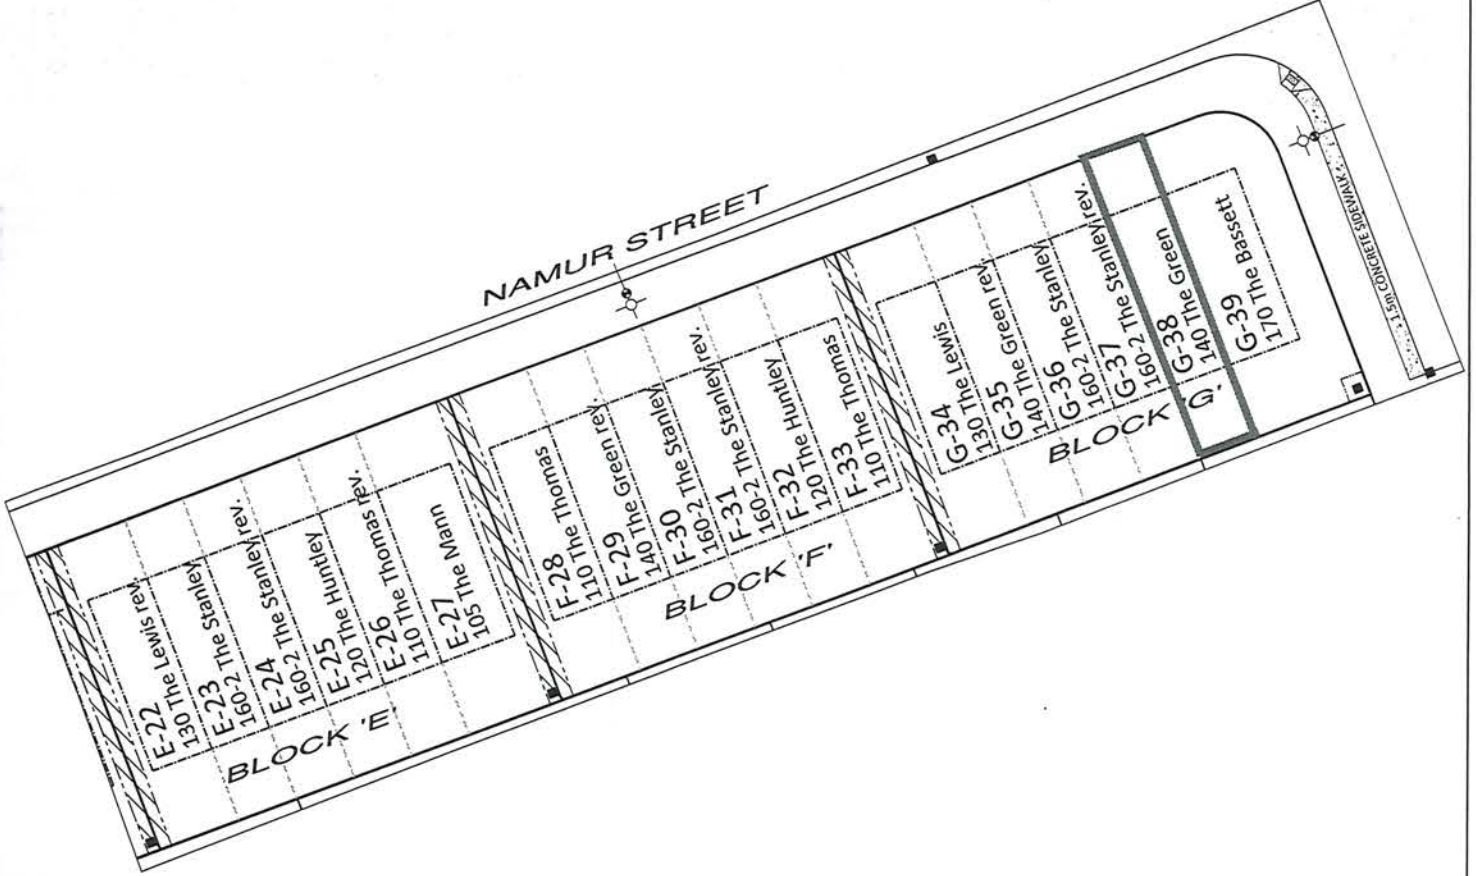 NAMUR STREET
E-22
130 The Lewis rev.
E-23
160-2 The Stanley
E-24
160-2 The Stanley rev.
E-25
120 The Huntley
E-26
110 The Thomas rev.
E-27
105 The Mann
BLOCK 'E'
F-28
110 The Thomas
F-29
140 The Green rev.
F-30
160-2 The Stanley
F-31
160-2 The Stanley rev.
F-32
120 The Huntley
F-33
110 The Thomas
BLOCK 'F'
G-34
130 The Lewis
G-35
140 The Green rev.
G-36
160-2 The Stanley
G-37
160-2 The Stanley rev.
G-38
140 The Green
G-39
170 The Bassett
BLOCK 'G'
1.5m CONCRETE SIDEWALK